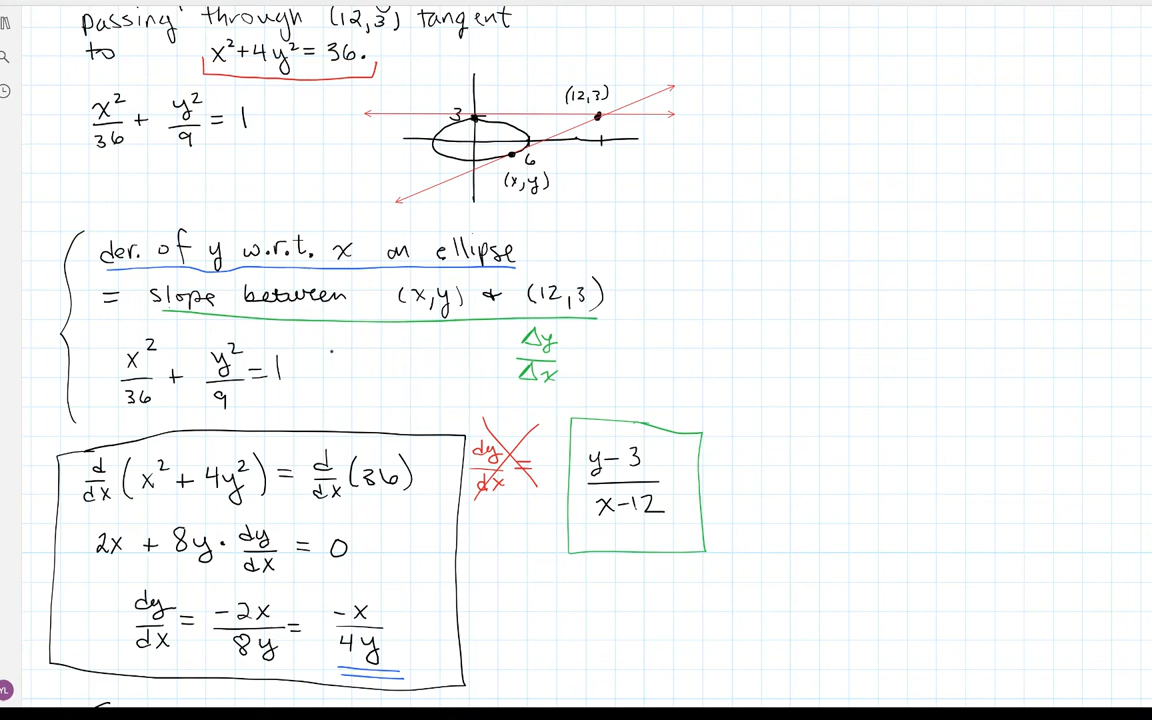 passing through (12,3) tangent
to x²+4y²= 36.
x²/36 + y²/9 = 1
(12,3)
3
6
(x,y)
der. of y w.r.t. x on ellipse
= slope between (x,y) & (12,3)
Δy/Δx
x²/36 + y²/9 = 1
d/dx (x² + 4y²) = d/dx (36)
dy/dx =
y-3/x-12
2x + 8y · dy/dx = 0
dy/dx = -2x/8y = -x/4y
YL